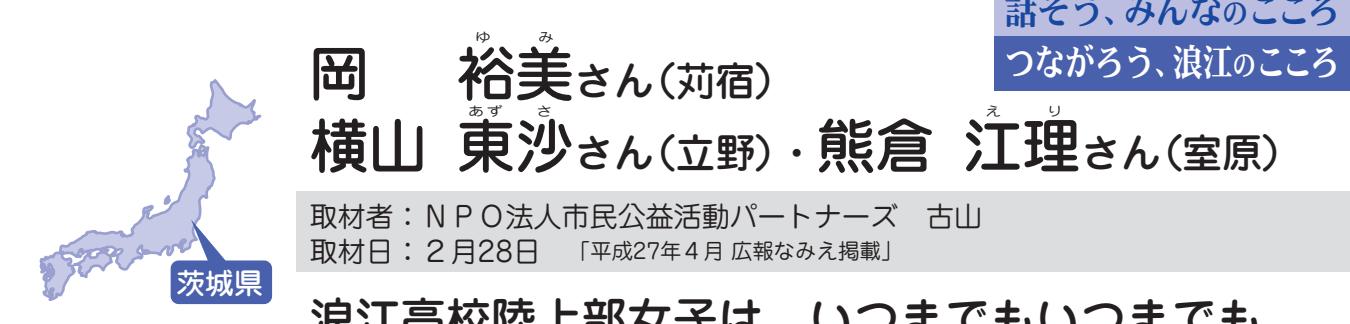 話そう、みんなのこころ
つながろう、浪江のこころ
ゆ み
岡 裕美さん（苅宿）
あずさ え り
横山 東沙さん（立野）・熊倉 江理さん（室原）
取材者：ＮＰＯ法人市民公益活動パートナーズ 古山
取材日：２月28日 「平成27年４月 広報なみえ掲載」
茨城県
浪江高校陸上部女子は、いつまでもいつまでも